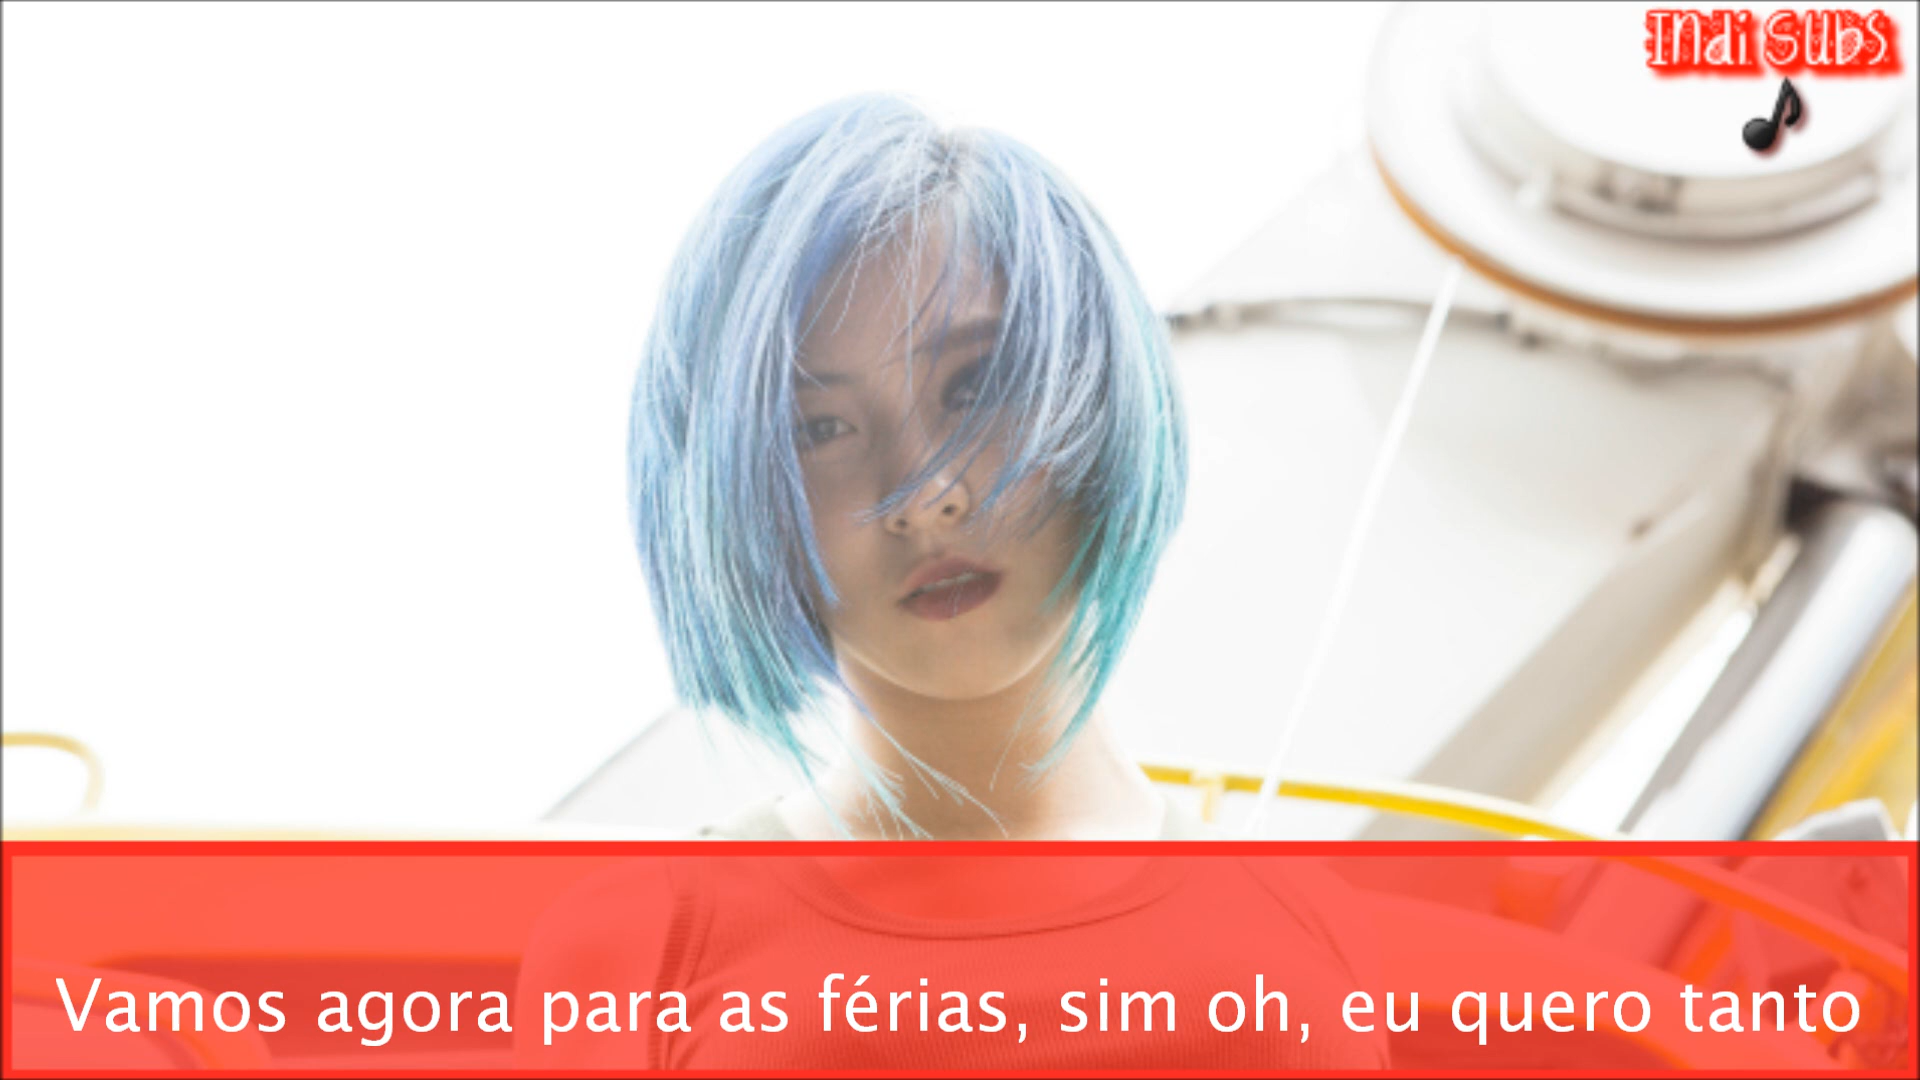 Indi Subs
Vamos agora para as férias, sim oh, eu quero tanto